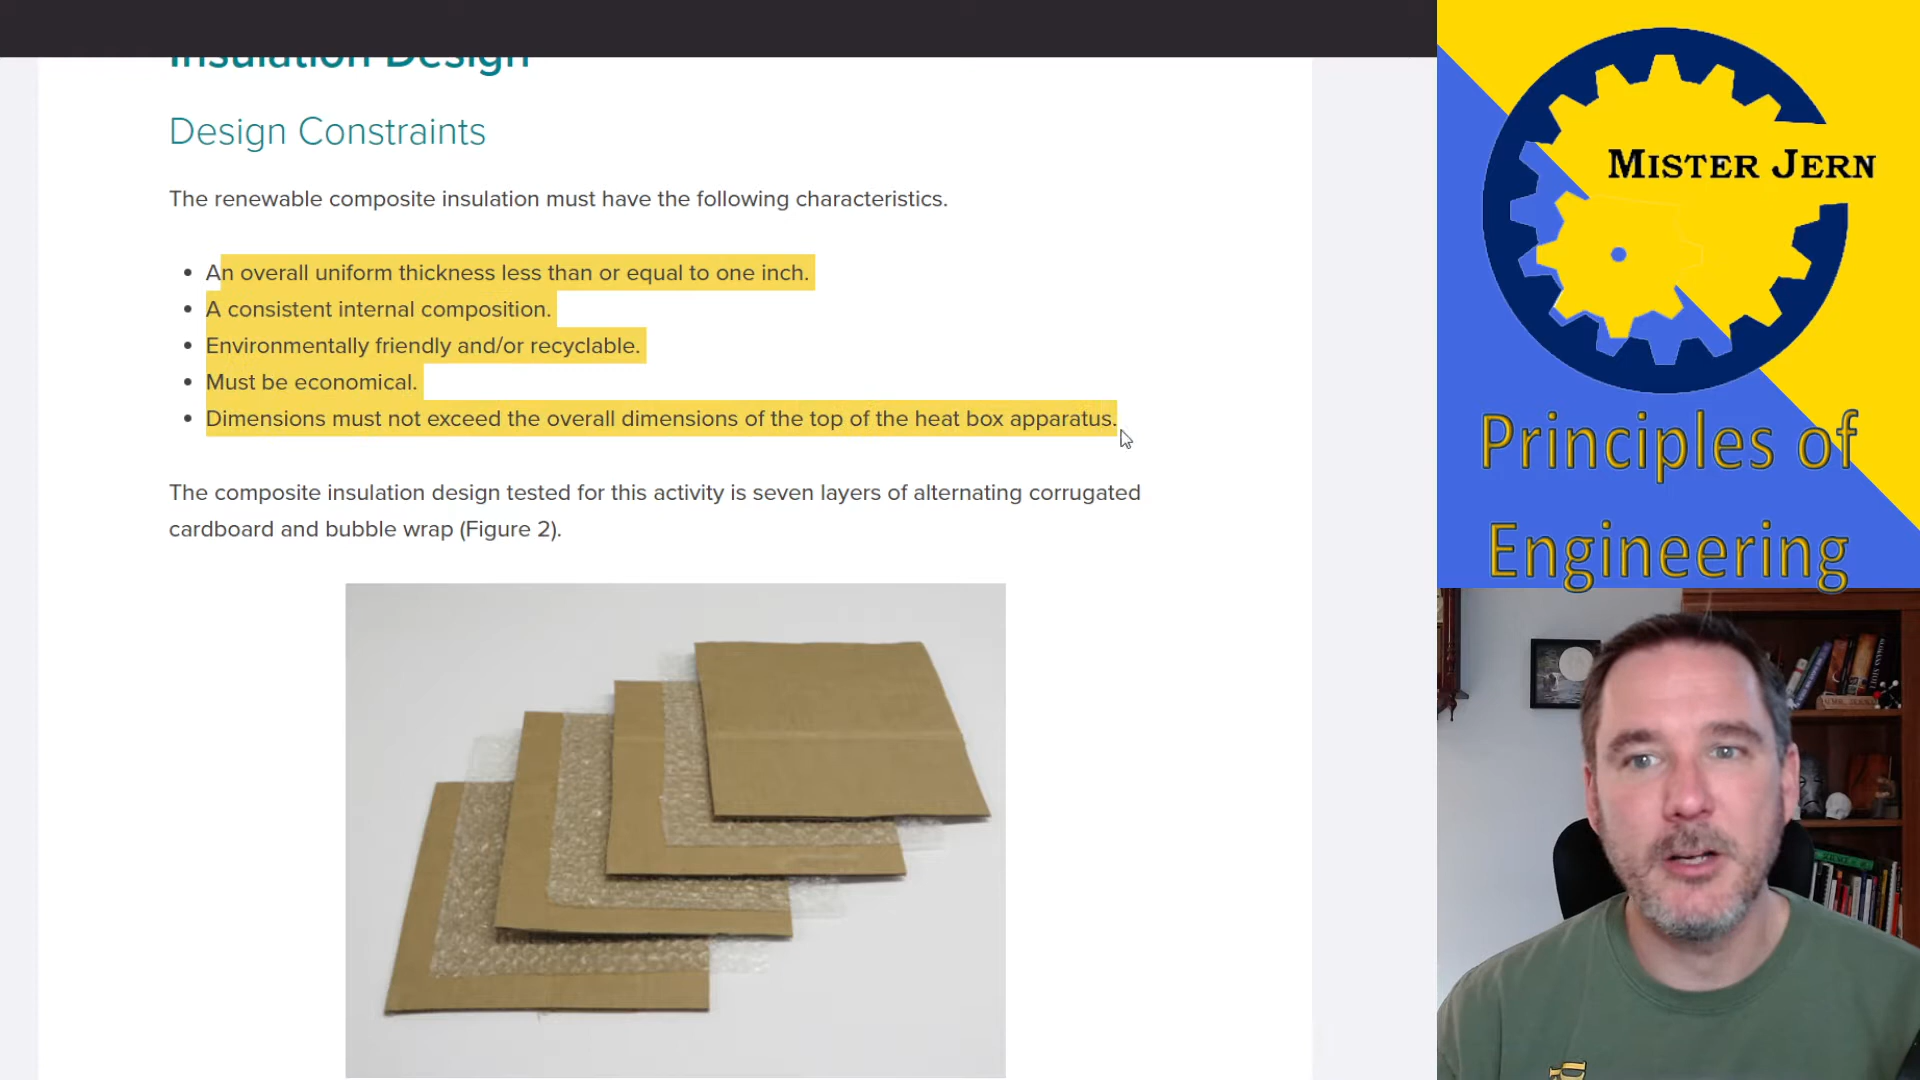 Insulation Design
Design Constraints
The renewable composite insulation must have the following characteristics.
• An overall uniform thickness less than or equal to one inch.
• A consistent internal composition.
• Environmentally friendly and/or recyclable.
• Must be economical.
• Dimensions must not exceed the overall dimensions of the top of the heat box apparatus.
The composite insulation design tested for this activity is seven layers of alternating corrugated
cardboard and bubble wrap (Figure 2).
MISTER JERN
Principles of
Engineering